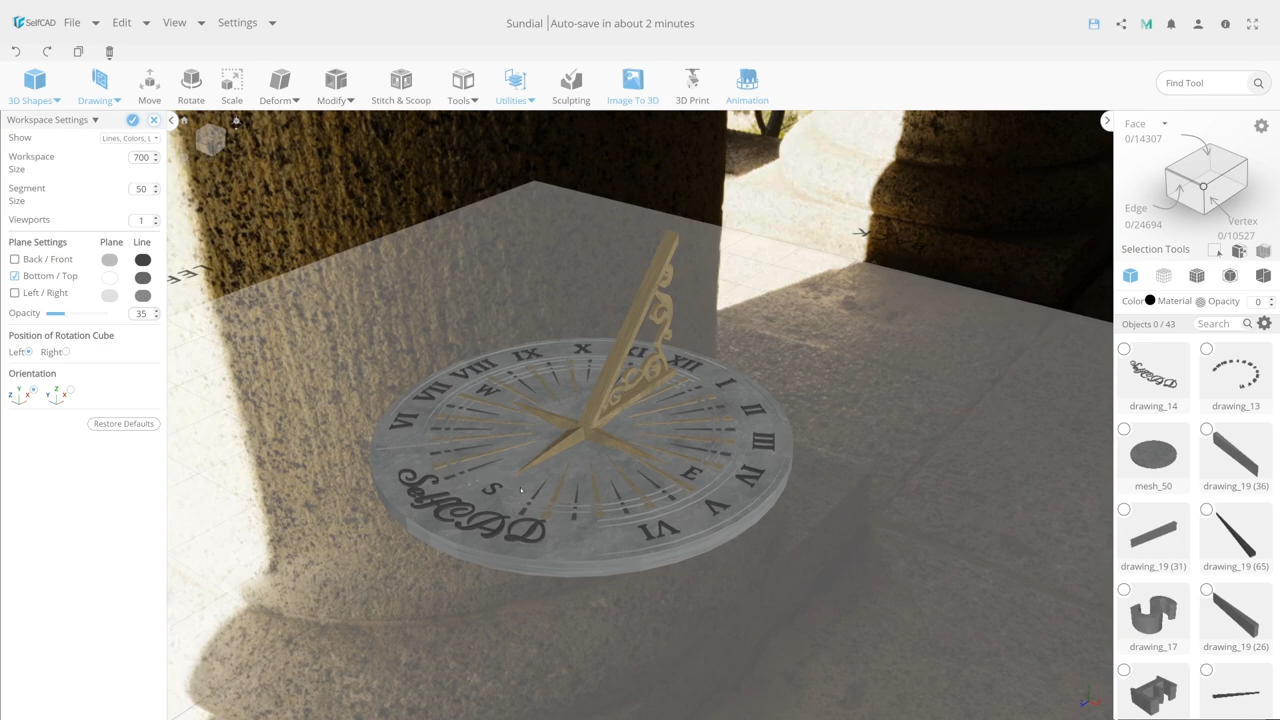 SelfCAD File Edit View Settings Sundial |Auto-save in about 2 minutes
3D Shapes Drawing Move Rotate Scale Deform Modify Stitch & Scoop Tools Utilities Sculpting Image To 3D 3D Print Animation Find Tool
Workspace Settings
Show Lines, Colors, L
Workspace Size 700
Segment Size 50
Viewports 1
Plane Settings Plane Line
Back / Front
Bottom / Top
Left / Right
Opacity 35
Position of Rotation Cube
Left Right
Orientation
Y Z X Z Y X
Restore Defaults
LEFT
VI VII VIII IX X XI XII I II III IV V VI
W E S
SelfCAD
Face
0/14307
Edge
0/24694
Vertex
0/10527
Selection Tools
Color Material Opacity 0
Objects 0 / 43 Search
drawing_14 drawing_13
mesh_50 drawing_19 (36)
drawing_19 (31) drawing_19 (65)
drawing_17 drawing_19 (26)